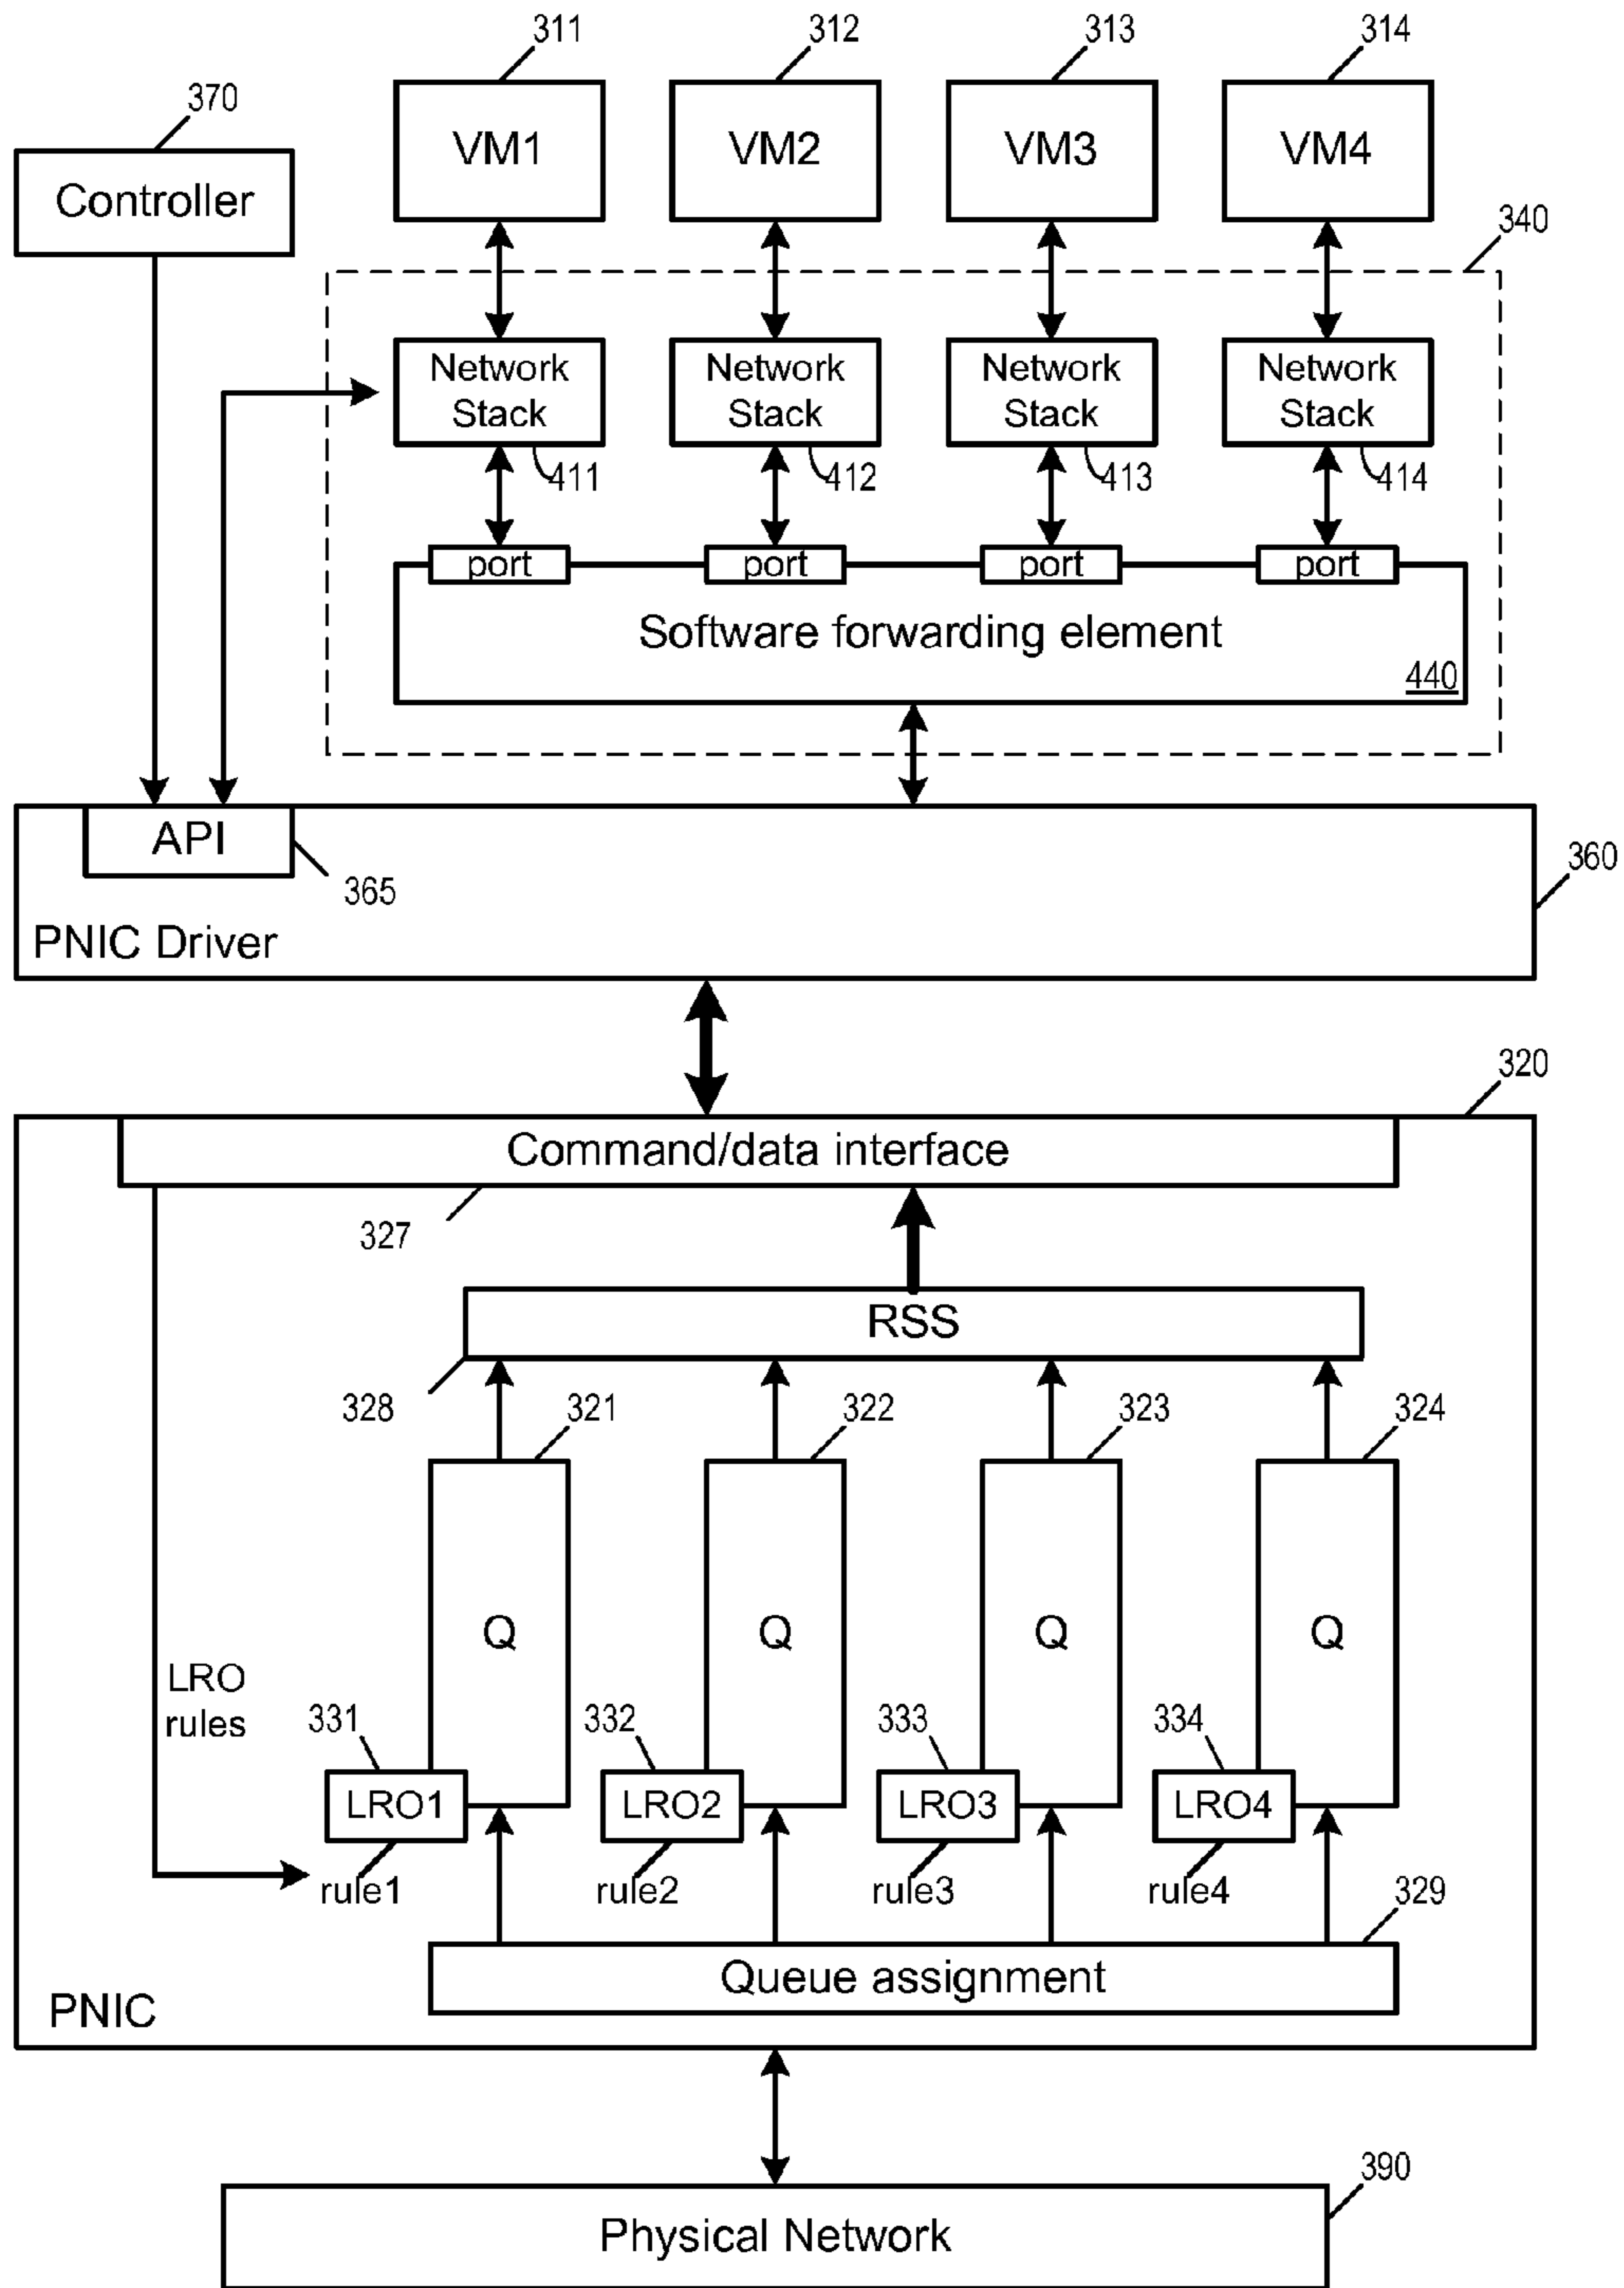 311
312
313
314
370
VM1
VM2
VM3
VM4
Controller
340
Network
Stack
Network
Stack
Network
Stack
Network
Stack
411
412
413
414
port
port
port
port
Software forwarding element
440
API
365
360
PNIC Driver
320
Command/data interface
327
RSS
328
321
322
323
324
Q
Q
Q
Q
LRO
rules
331
332
333
334
LRO1
LRO2
LRO3
LRO4
rule1
rule2
rule3
rule4
329
Queue assignment
PNIC
390
Physical Network